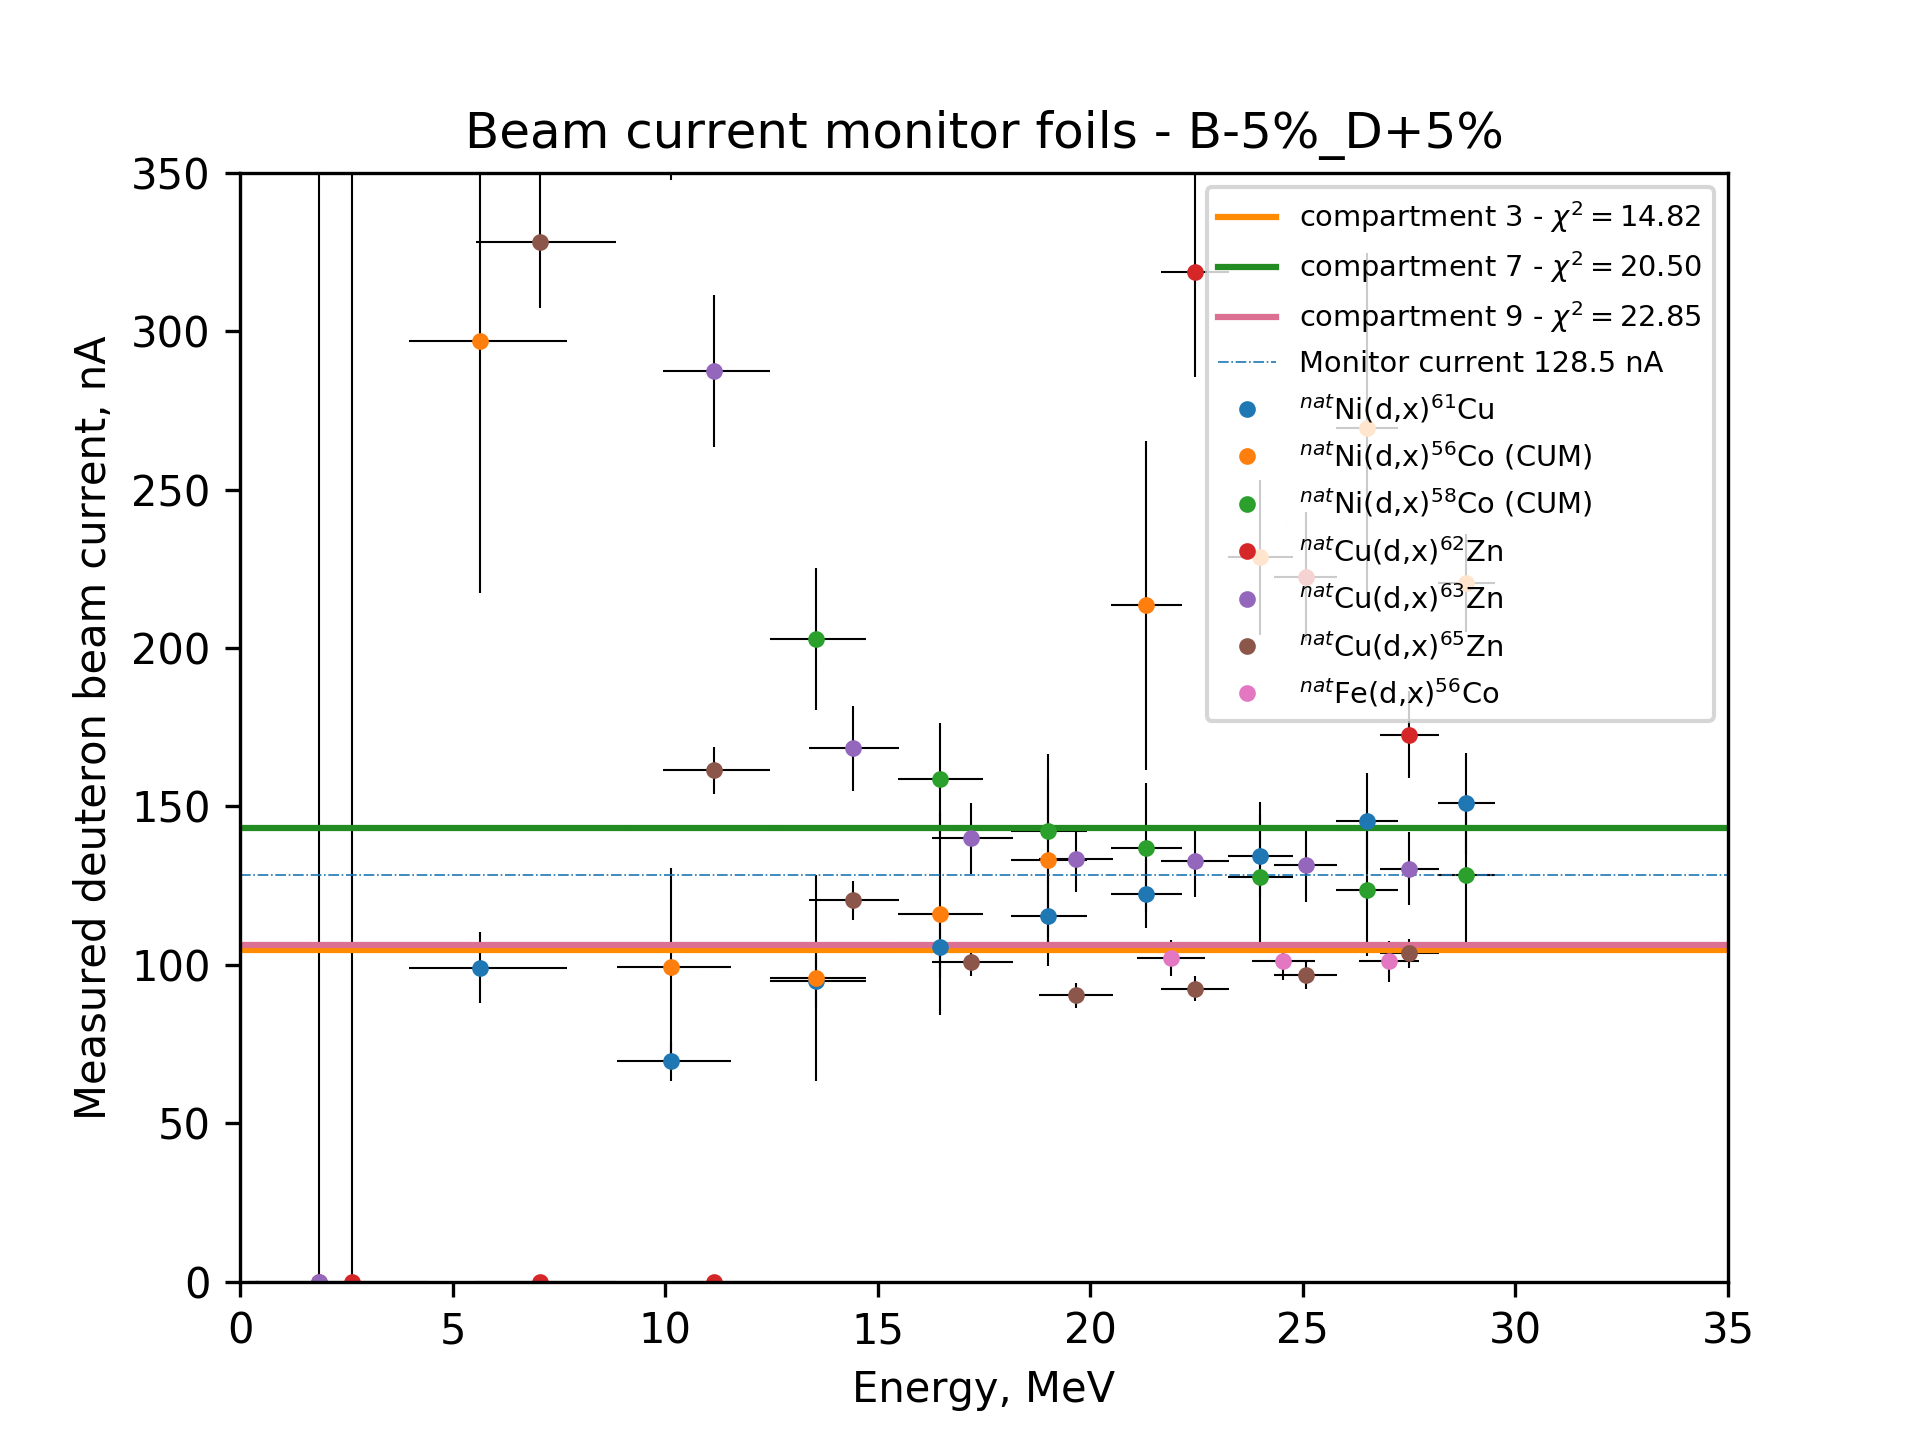 Beam current monitor foils - B-5%_D+5%
Measured deuteron beam current, nA
350
300
250
200
150
100
50
0
0 5 10 15 20 25 30 35
Energy, MeV
compartment 3 - χ² = 14.82
compartment 7 - χ² = 20.50
compartment 9 - χ² = 22.85
Monitor current 128.5 nA
ⁿᵃᵗNi(d,x)⁶¹Cu
ⁿᵃᵗNi(d,x)⁵⁶Co (CUM)
ⁿᵃᵗNi(d,x)⁵⁸Co (CUM)
ⁿᵃᵗCu(d,x)⁶²Zn
ⁿᵃᵗCu(d,x)⁶³Zn
ⁿᵃᵗCu(d,x)⁶⁵Zn
ⁿᵃᵗFe(d,x)⁵⁶Co